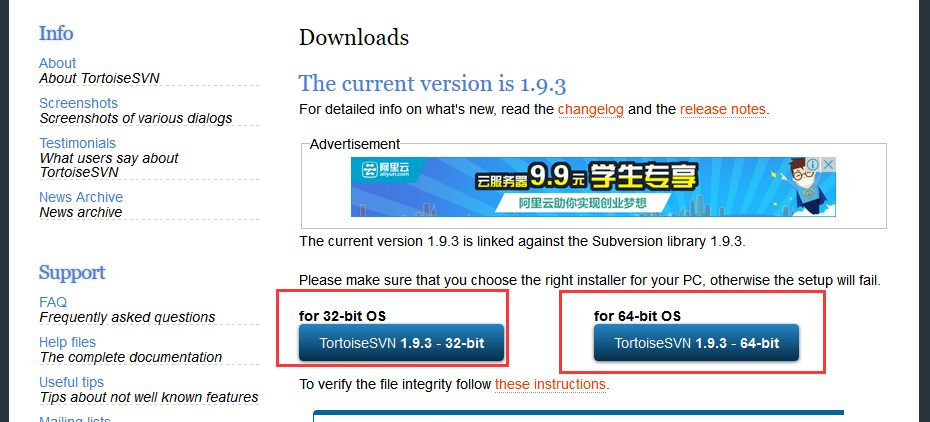 Info
About
About TortoiseSVN
Screenshots
Screenshots of various dialogs
Testimonials
What users say about
TortoiseSVN
News Archive
News archive
Support
FAQ
Frequently asked questions
Help files
The complete documentation
Useful tips
Tips about not well known features
Mailing lists
Downloads
The current version is 1.9.3
For detailed info on what's new, read the changelog and the release notes.
Advertisement
阿里云
aliyun.com
云服务器9.9元学生专享
阿里云助你实现创业梦想
The current version 1.9.3 is linked against the Subversion library 1.9.3.
Please make sure that you choose the right installer for your PC, otherwise the setup will fail.
for 32-bit OS
TortoiseSVN 1.9.3 - 32-bit
for 64-bit OS
TortoiseSVN 1.9.3 - 64-bit
To verify the file integrity follow these instructions.